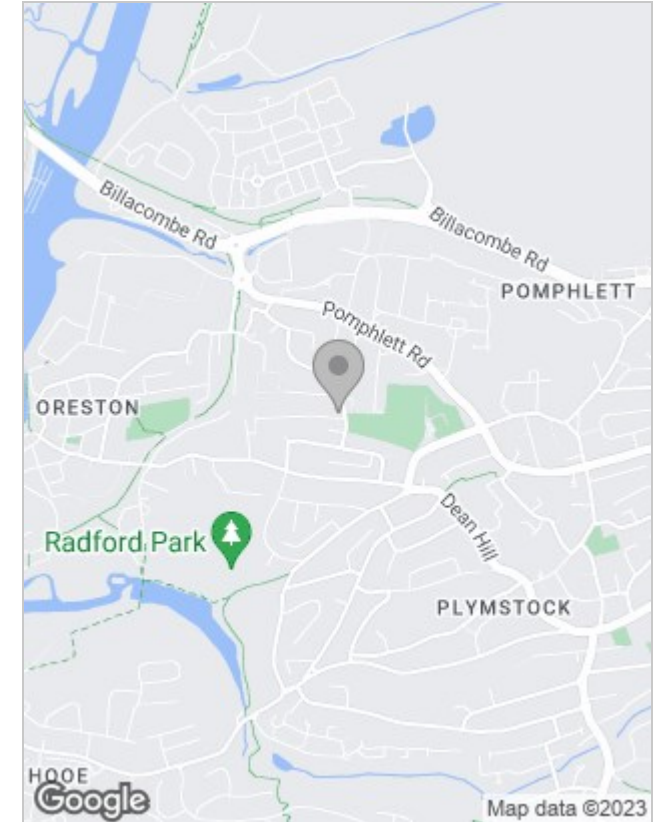 Billacombe Rd
Billacombe Rd
POMPHLETT
Pomphlett Rd
ORESTON
Radford Park
Dean Hill
PLYMSTOCK
HOOE
Google
Map data ©2023